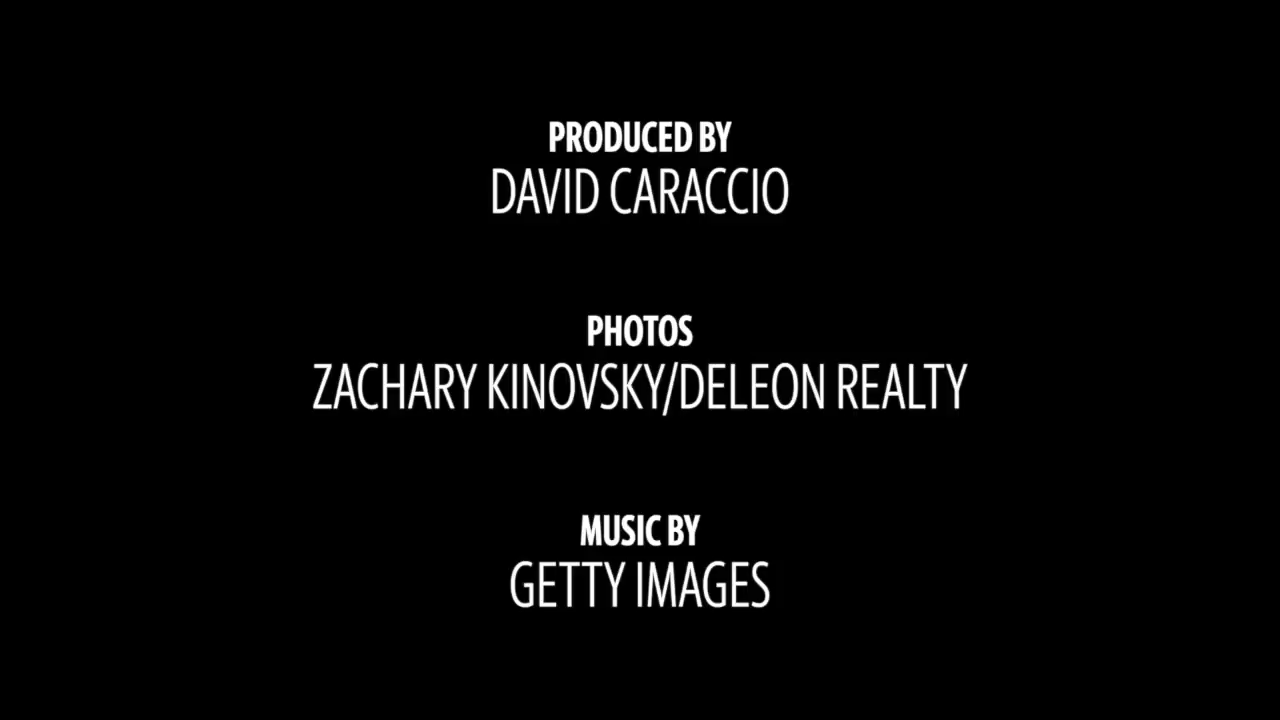 PRODUCED BY
DAVID CARACCIO
PHOTOS
ZACHARY KINOVSKY/DELEON REALTY
MUSIC BY
GETTY IMAGES